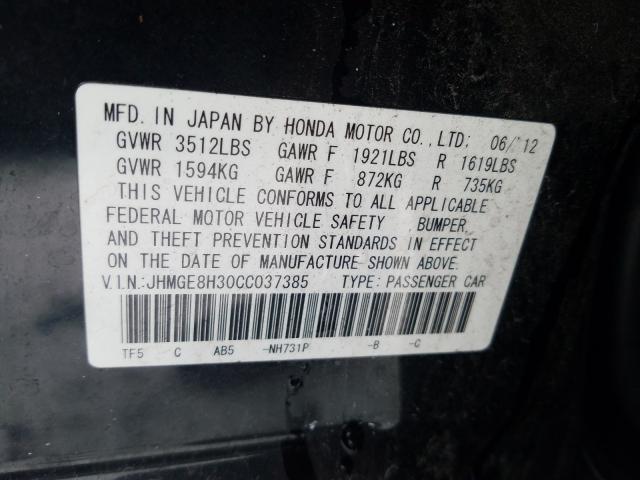 MFD. IN JAPAN BY HONDA MOTOR CO.,LTD; 06/12
GVWR 3512LBS GAWR F 1921LBS R 1619LBS
GVWR 1594KG GAWR F 872KG R 735KG
THIS VEHICLE CONFORMS TO ALL APPLICABLE
FEDERAL MOTOR VEHICLE SAFETY, BUMPER,
AND THEFT PREVENTION STANDARDS IN EFFECT
ON THE DATE OF MANUFACTURE SHOWN ABOVE.
V.I.N.:JHMGE8H30CC037385 TYPE: PASSENGER CAR
TF5 C AB5 -NH731P -B -C